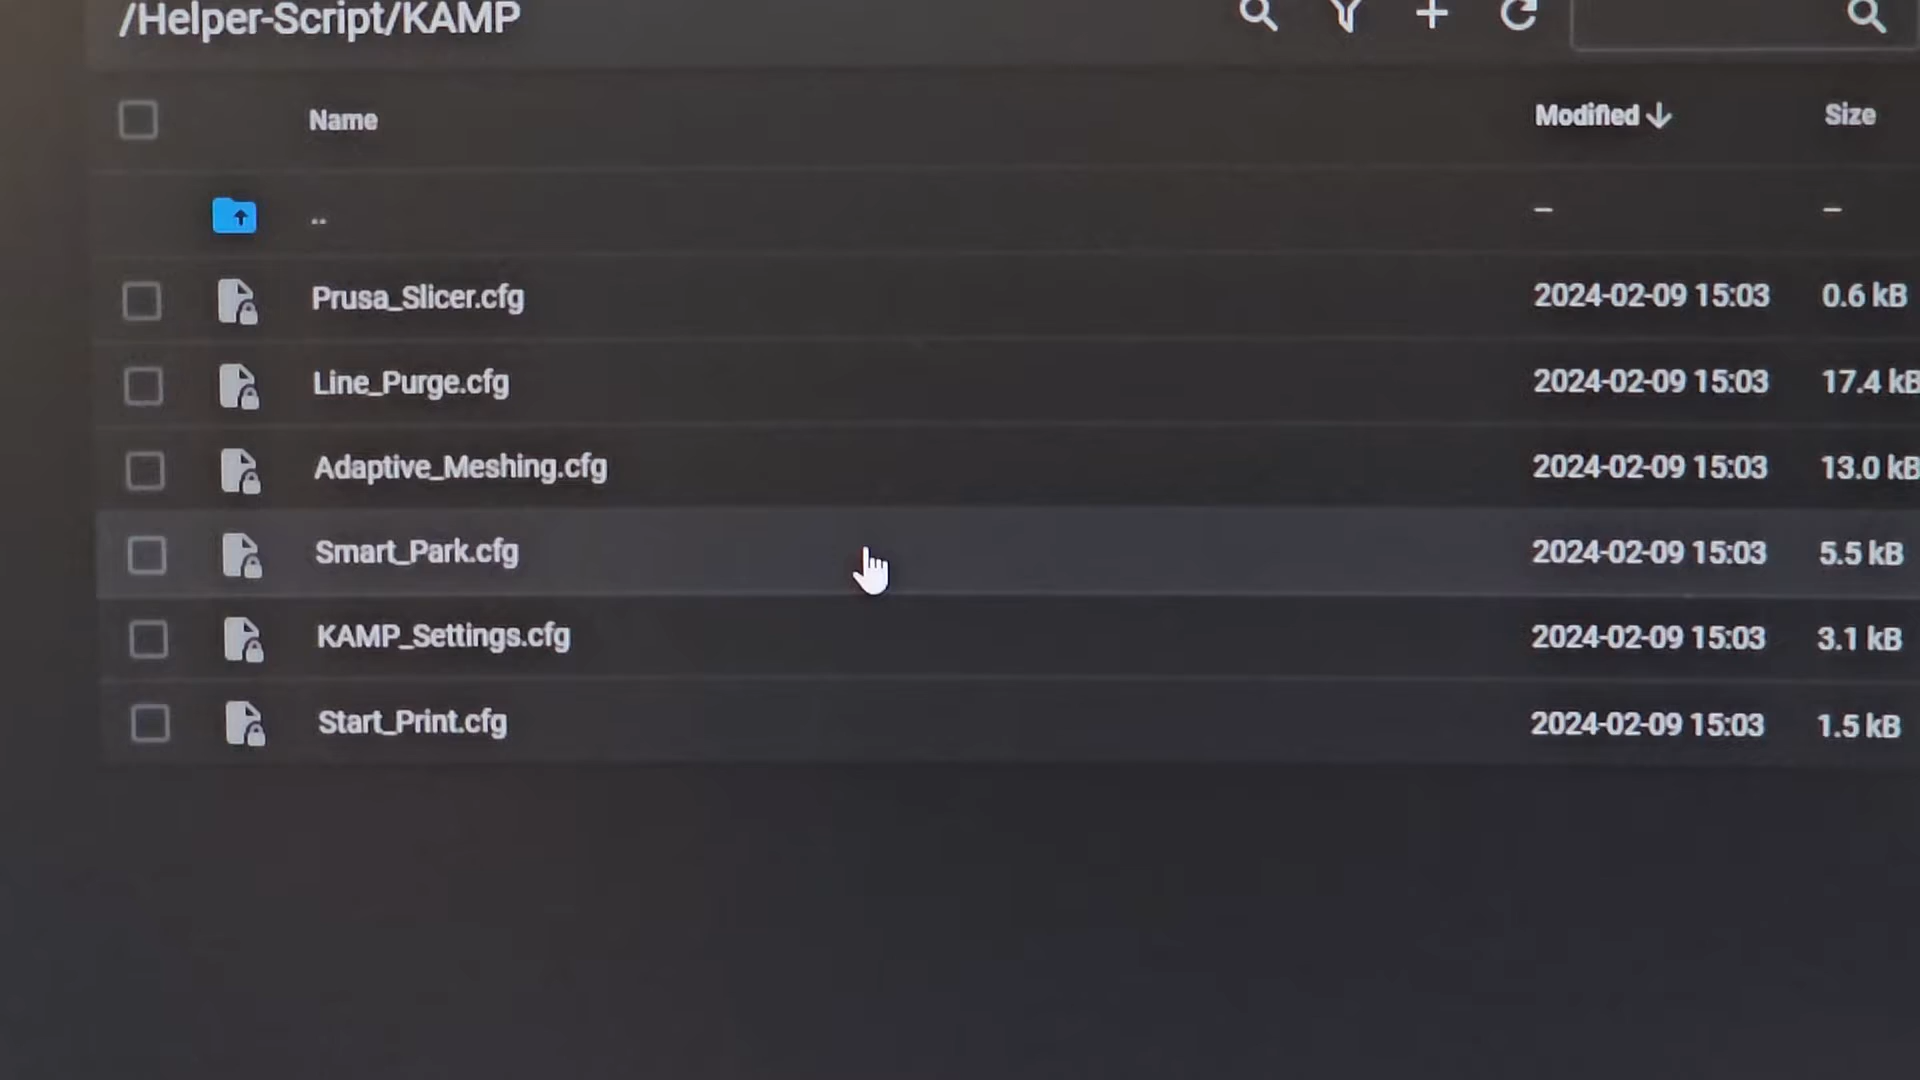 /Helper-Script/KAMP
Name Modified Size
.. – –
Prusa_Slicer.cfg 2024-02-09 15:03 0.6 kB
Line_Purge.cfg 2024-02-09 15:03 17.4 kB
Adaptive_Meshing.cfg 2024-02-09 15:03 13.0 kB
Smart_Park.cfg 2024-02-09 15:03 5.5 kB
KAMP_Settings.cfg 2024-02-09 15:03 3.1 kB
Start_Print.cfg 2024-02-09 15:03 1.5 kB